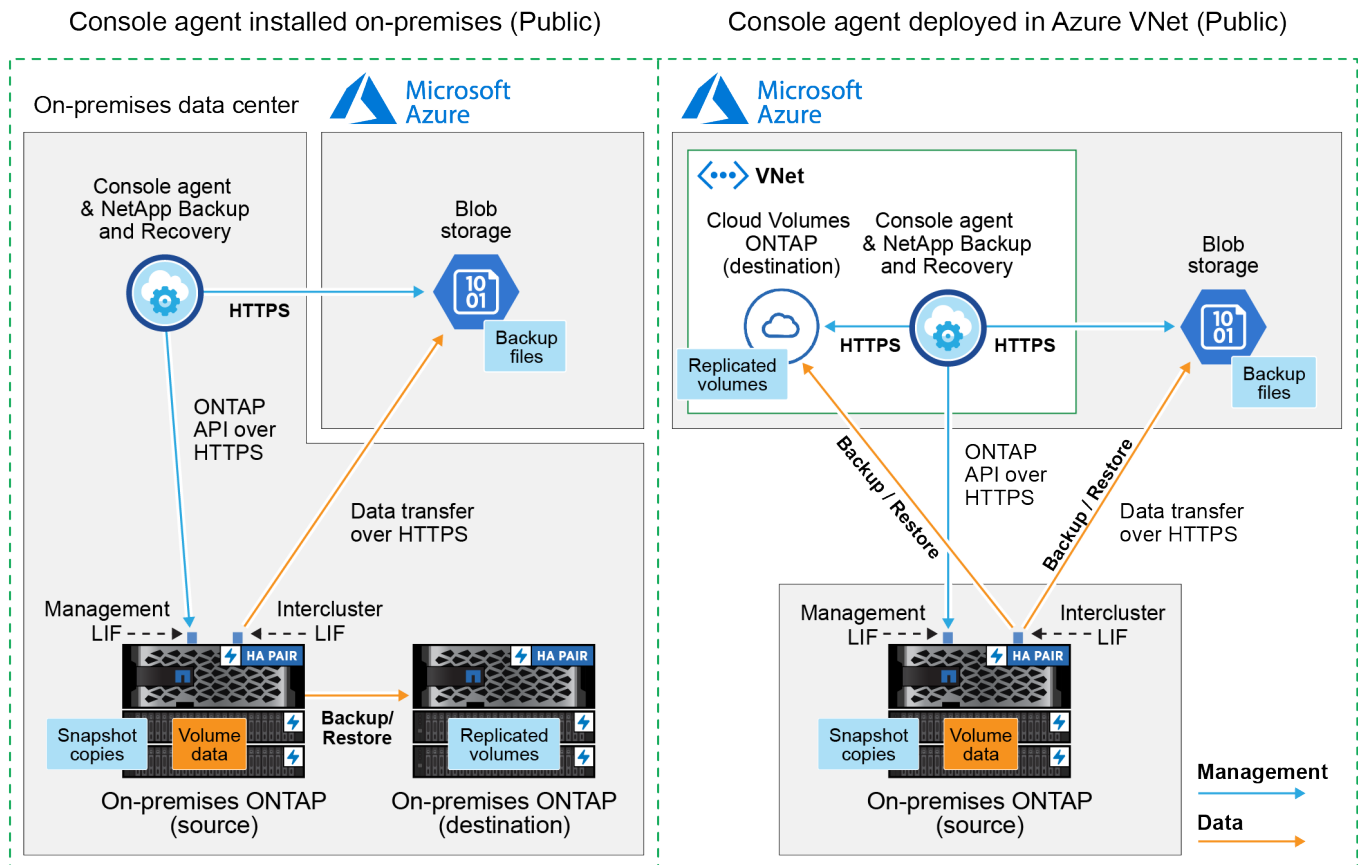 Console agent installed on-premises (Public)
On-premises data center
Microsoft
Azure
Console agent
& NetApp Backup
and Recovery
Blob
storage
10
01
HTTPS
Backup
files
ONTAP
API over
HTTPS
Data transfer
over HTTPS
Management
LIF
Intercluster
LIF
HA PAIR
HA PAIR
Backup/
Restore
Snapshot
copies
Volume
data
Replicated
volumes
On-premises ONTAP
(source)
On-premises ONTAP
(destination)
Console agent deployed in Azure VNet (Public)
Microsoft
Azure
VNet
Cloud Volumes
ONTAP
(destination)
Console agent
& NetApp Backup
and Recovery
Blob
storage
10
01
HTTPS
HTTPS
Replicated
volumes
Backup
files
Backup / Restore
ONTAP
API over
HTTPS
Backup / Restore
Data transfer
over HTTPS
Management
LIF
Intercluster
LIF
HA PAIR
Snapshot
copies
Volume
data
On-premises ONTAP
(source)
Management
Data